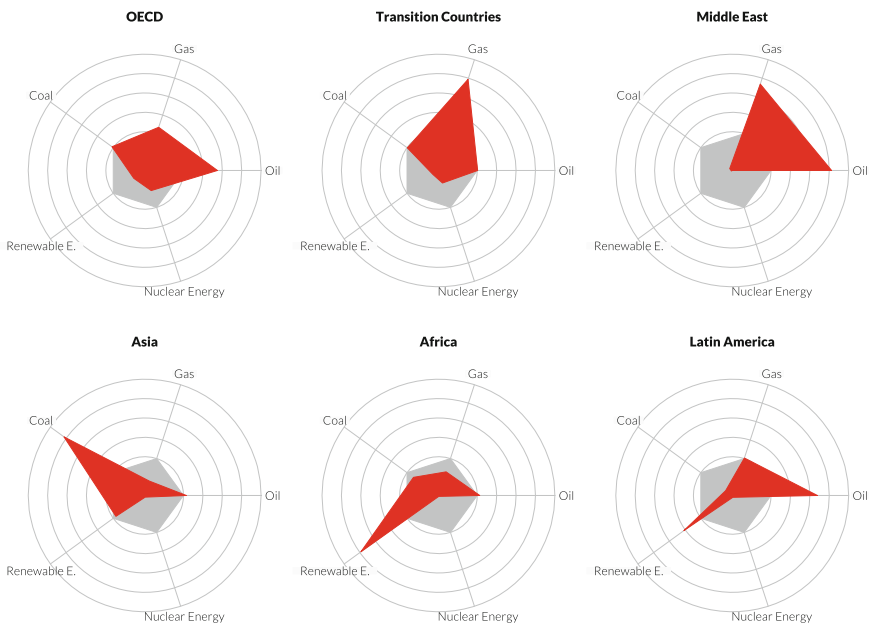 OECD
Gas
Coal
Oil
Renewable E.
Nuclear Energy
Transition Countries
Gas
Coal
Oil
Renewable E.
Nuclear Energy
Middle East
Gas
Coal
Oil
Renewable E.
Nuclear Energy
Asia
Gas
Coal
Oil
Renewable E.
Nuclear Energy
Africa
Gas
Coal
Oil
Renewable E.
Nuclear Energy
Latin America
Gas
Coal
Oil
Renewable E.
Nuclear Energy